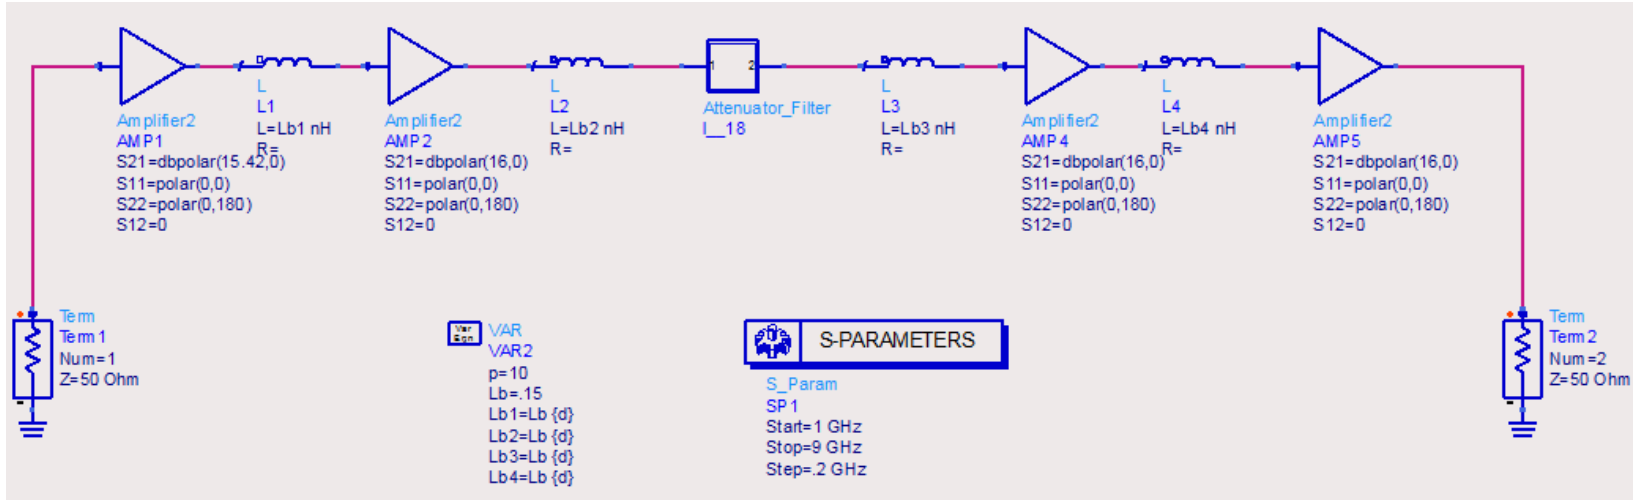 Amplifier2
AMP1
S21=dbpolar(15.42,0)
S11=polar(0,0)
S22=polar(0,180)
S12=0
L
L1
L=Lb1 nH
R=
Amplifier2
AMP2
S21=dbpolar(16,0)
S11=polar(0,0)
S22=polar(0,180)
S12=0
L
L2
L=Lb2 nH
R=
1 2
Attenuator_Filter
I__18
L
L3
L=Lb3 nH
R=
Amplifier2
AMP4
S21=dbpolar(16,0)
S11=polar(0,0)
S22=polar(0,180)
S12=0
L
L4
L=Lb4 nH
R=
Amplifier2
AMP5
S21=dbpolar(16,0)
S11=polar(0,0)
S22=polar(0,180)
S12=0
Term
Term1
Num=1
Z=50 Ohm
Var
Eqn
VAR
VAR2
p=10
Lb=.15
Lb1=Lb {d}
Lb2=Lb {d}
Lb3=Lb {d}
Lb4=Lb {d}
S-PARAMETERS
S_Param
SP1
Start=1 GHz
Stop=9 GHz
Step=.2 GHz
Term
Term2
Num=2
Z=50 Ohm